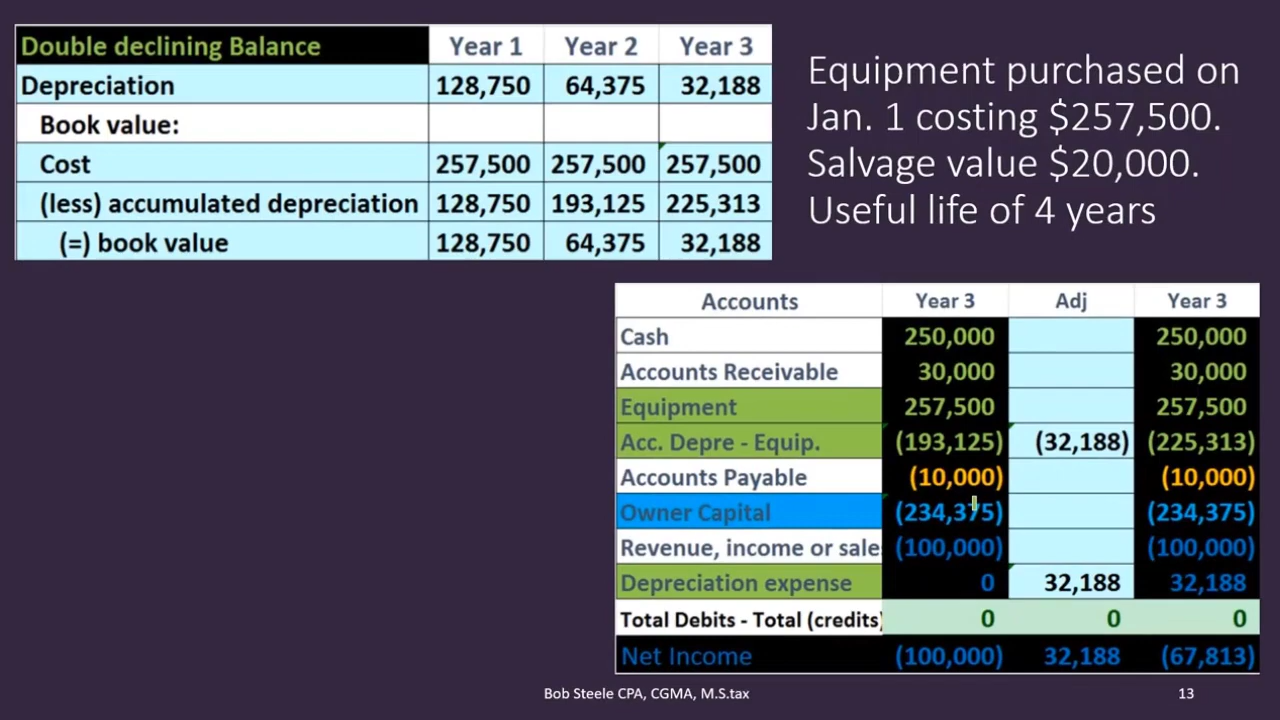 Double declining Balance Year 1 Year 2 Year 3
Depreciation 128,750 64,375 32,188
Book value:
Cost 257,500 257,500 257,500
(less) accumulated depreciation 128,750 193,125 225,313
(=) book value 128,750 64,375 32,188
Equipment purchased on
Jan. 1 costing $257,500.
Salvage value $20,000.
Useful life of 4 years
Accounts Year 3 Adj Year 3
Cash 250,000 250,000
Accounts Receivable 30,000 30,000
Equipment 257,500 257,500
Acc. Depre - Equip. (193,125) (32,188) (225,313)
Accounts Payable (10,000) (10,000)
Owner Capital (234,375) (234,375)
Revenue, income or sale (100,000) (100,000)
Depreciation expense 0 32,188 32,188
Total Debits - Total (credits) 0 0 0
Net Income (100,000) 32,188 (67,813)
Bob Steele CPA, CGMA, M.S.tax 13